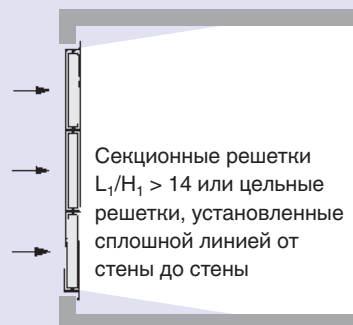 Секционные решетки
L₁/H₁ > 14 или цельные
решетки, установленные
сплошной линией от
стены до стены